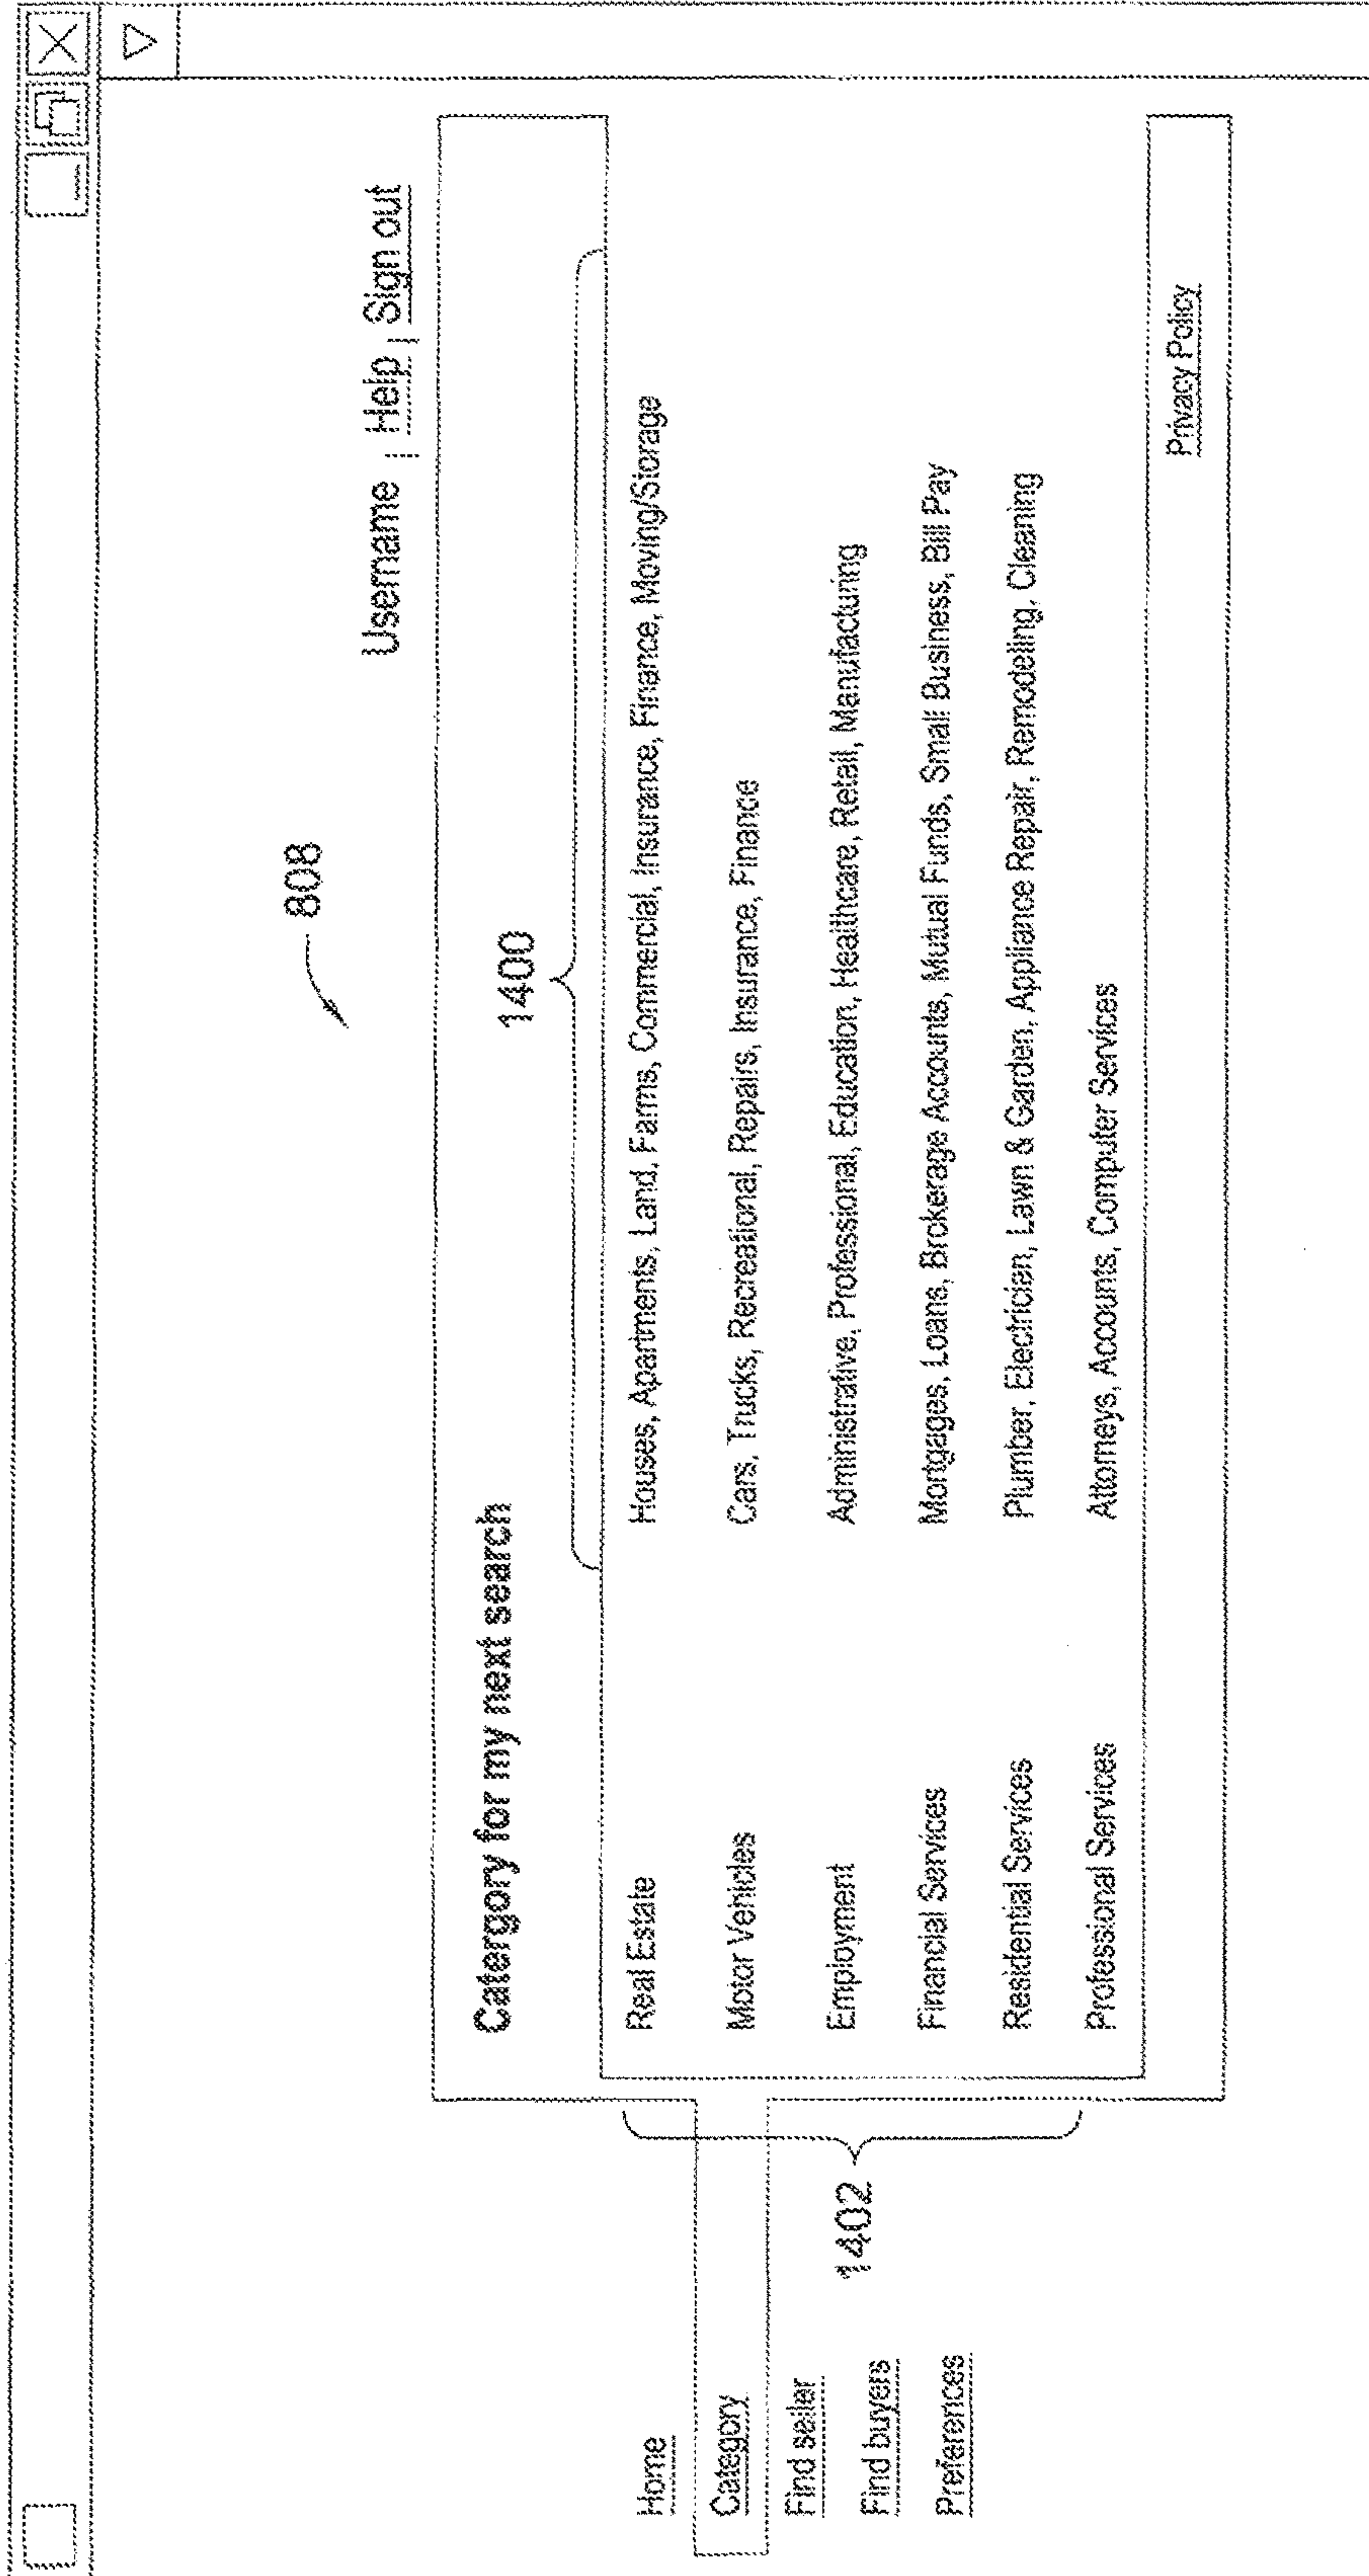 808
Username | Help | Sign out
Catergory for my next search
1400
Home
Category
Find seller
Find buyers
Preferences
1402
Real Estate Houses, Apartments, Land, Farms, Commercial, Insurance, Finance, Moving/Storage
Motor Vehicles Cars, Trucks, Recreational, Repairs, Insurance, Finance
Employment Administrative, Professional, Education, Healthcare, Retail, Manufacturing
Financial Services Mortgages, Loans, Brokerage Accounts, Mutual Funds, Small Business, Bill Pay
Residential Services Plumber, Electrician, Lawn & Garden, Appliance Repair, Remodeling, Cleaning
Professional Services Attorneys, Accounts, Computer Services
Privacy Policy